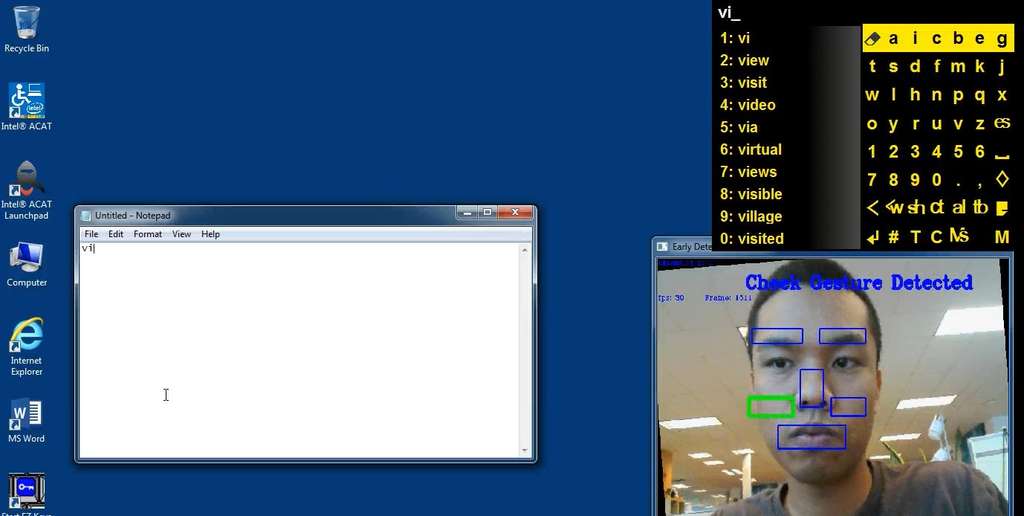 Recycle Bin
Intel® ACAT
Intel® ACAT
Launchpad
Computer
Internet
Explorer
MS Word
Untitled - Notepad
File Edit Format View Help
vi
vi_
1: vi
2: view
3: visit
4: video
5: via
6: virtual
7: views
8: visible
9: village
0: visited
a i c b e g
t s d f m k j
w l h n p q x
o y r u v z es
1 2 3 4 5 6
7 8 9 0 . ,
# T C M
Cheek Gesture Detected
fps: 30 Frame: 1511